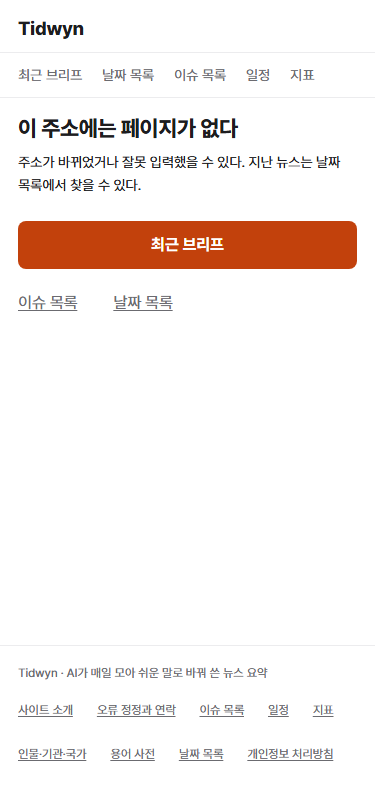 Tidwyn
최근 브리프 날짜 목록 이슈 목록 일정 지표
이 주소에는 페이지가 없다
주소가 바뀌었거나 잘못 입력했을 수 있다. 지난 뉴스는 날짜
목록에서 찾을 수 있다.
최근 브리프
이슈 목록 날짜 목록
Tidwyn · AI가 매일 모아 쉬운 말로 바꿔 쓴 뉴스 요약
사이트 소개 오류 정정과 연락 이슈 목록 일정 지표
인물·기관·국가 용어 사전 날짜 목록 개인정보 처리방침